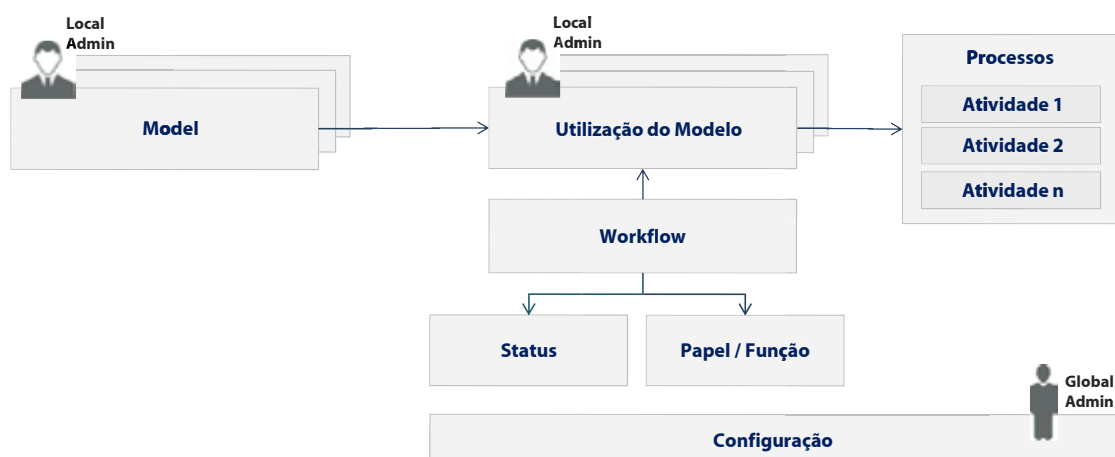 Local
Admin
Model
Local
Admin
Utilização do Modelo
Processos
Atividade 1
Atividade 2
Atividade n
Workflow
Status
Papel / Função
Global
Admin
Configuração